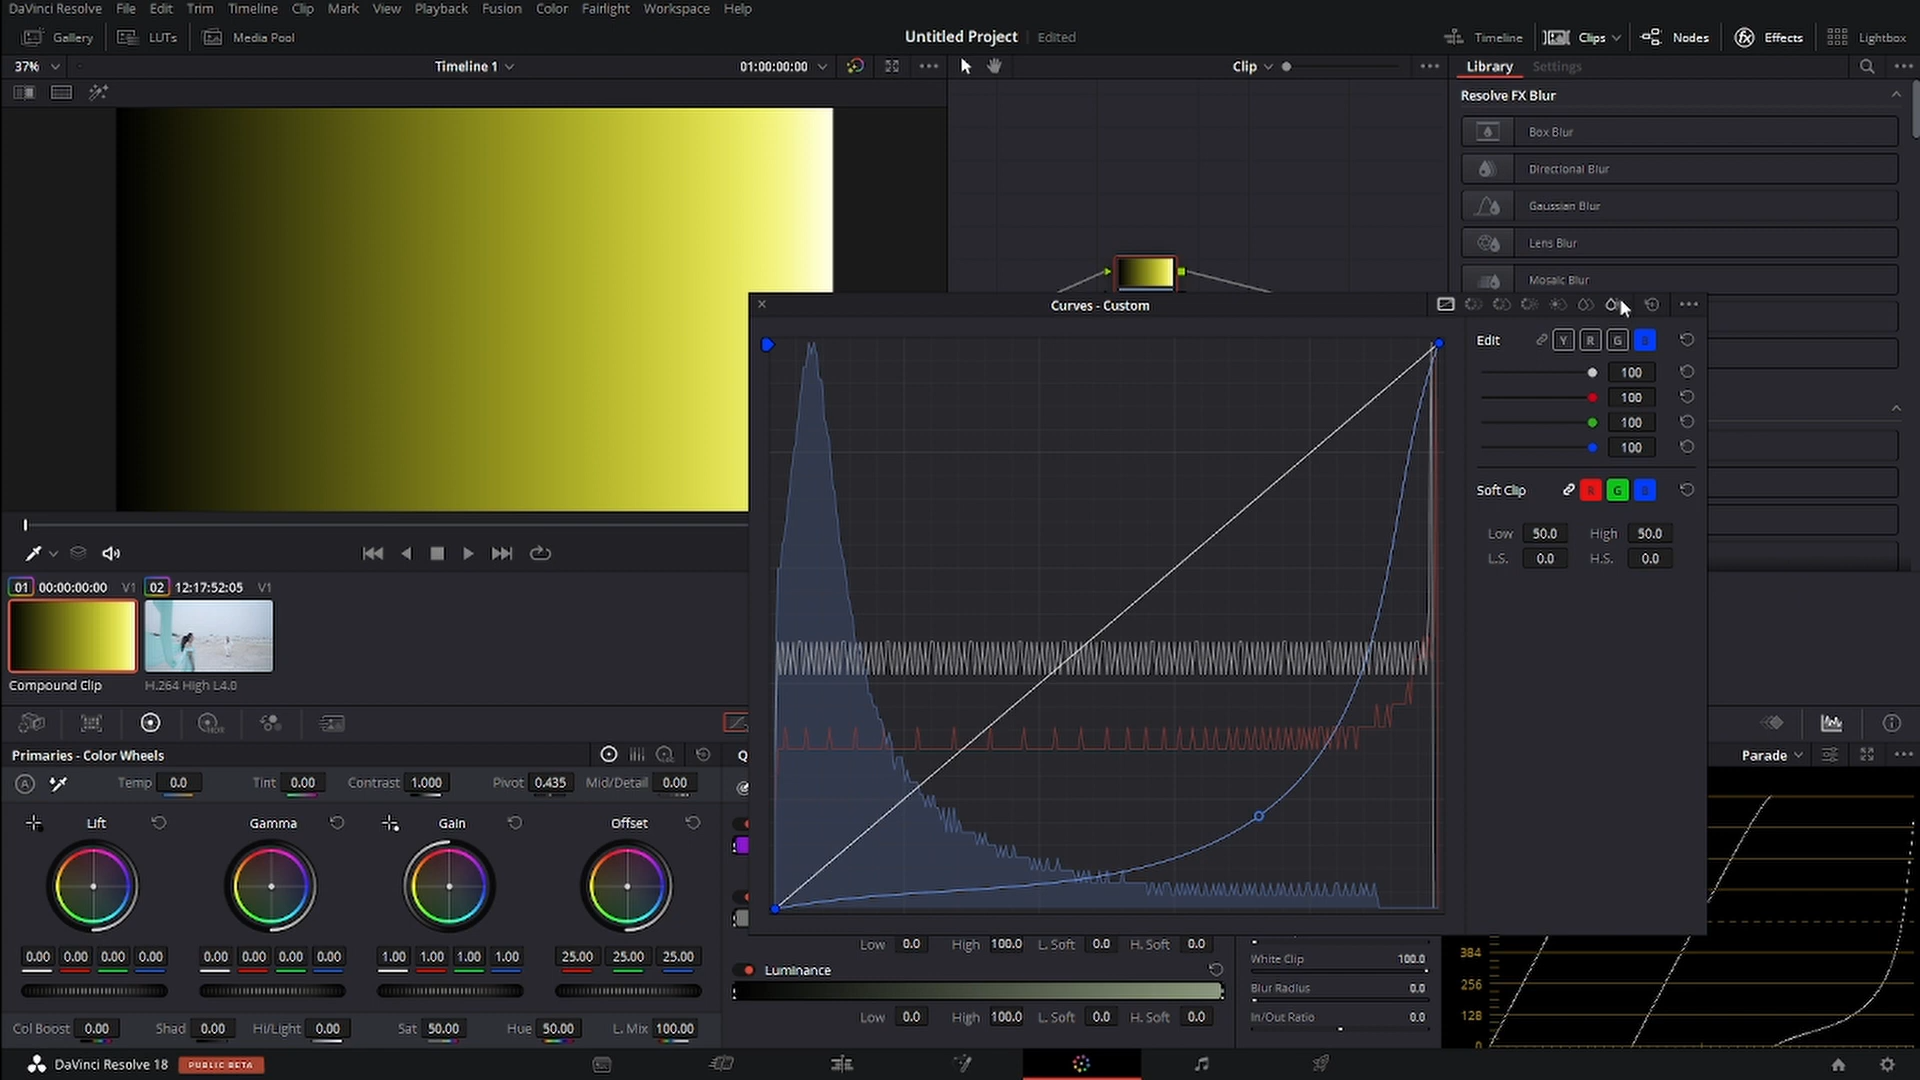 DaVinci Resolve File Edit Trim Timeline Clip Mark View Playback Fusion Color Fairlight Workspace Help
Gallery LUTs Media Pool Untitled Project Edited Timeline Clips Nodes Effects Lightbox
37% Timeline 1 01:00:00:00 Clip Library Settings
Resolve FX Blur
Box Blur
Directional Blur
Gaussian Blur
Lens Blur
Mosaic Blur
Curves - Custom
Edit Y R G B
100
100
100
100
Soft Clip R G B
Low 50.0 High 50.0
L.S. 0.0 H.S. 0.0
01 00:00:00:00 V1 02 12:17:52:05 V1
Compound Clip H.264 High L4.0
Primaries - Color Wheels Q
Parade
A Temp 0.0 Tint 0.00 Contrast 1.000 Pivot 0.435 Mid/Detail 0.00
Lift Gamma Gain Offset
0.00 0.00 0.00 0.00 0.00 0.00 0.00 0.00 1.00 1.00 1.00 1.00 25.00 25.00 25.00
Low 0.0 High 100.0 L. Soft 0.0 H. Soft 0.0
Luminance
Low 0.0 High 100.0 L. Soft 0.0 H. Soft 0.0
White Clip 100.0
Blur Radius 0.0
In/Out Ratio 0.0
384
256
128
0
Col Boost 0.00 Shad 0.00 Hi/Light 0.00 Sat 50.00 Hue 50.00 L. Mix 100.00
DaVinci Resolve 18 PUBLIC BETA